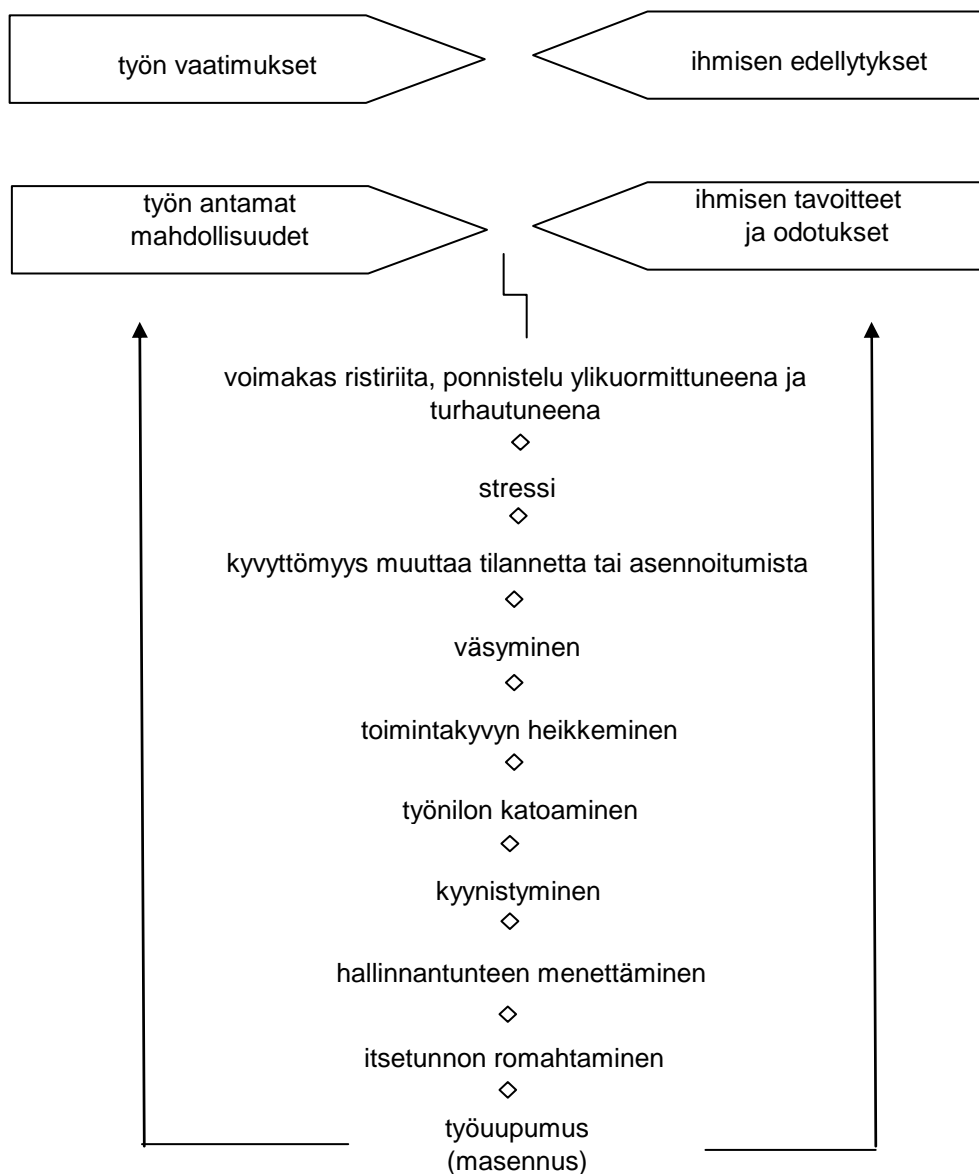 työn vaatimukset
ihmisen edellytykset
työn antamat
mahdollisuudet
ihmisen tavoitteet
ja odotukset
voimakas ristiriita, ponnistelu ylikuormittuneena ja
turhautuneena
stressi
kyvyttömyys muuttaa tilannetta tai asennoitumista
väsyminen
toimintakyvyn heikkeminen
työnilon katoaminen
kyynistyminen
hallinnantunteen menettäminen
itsetunnon romahtaminen
työuupumus
(masennus)